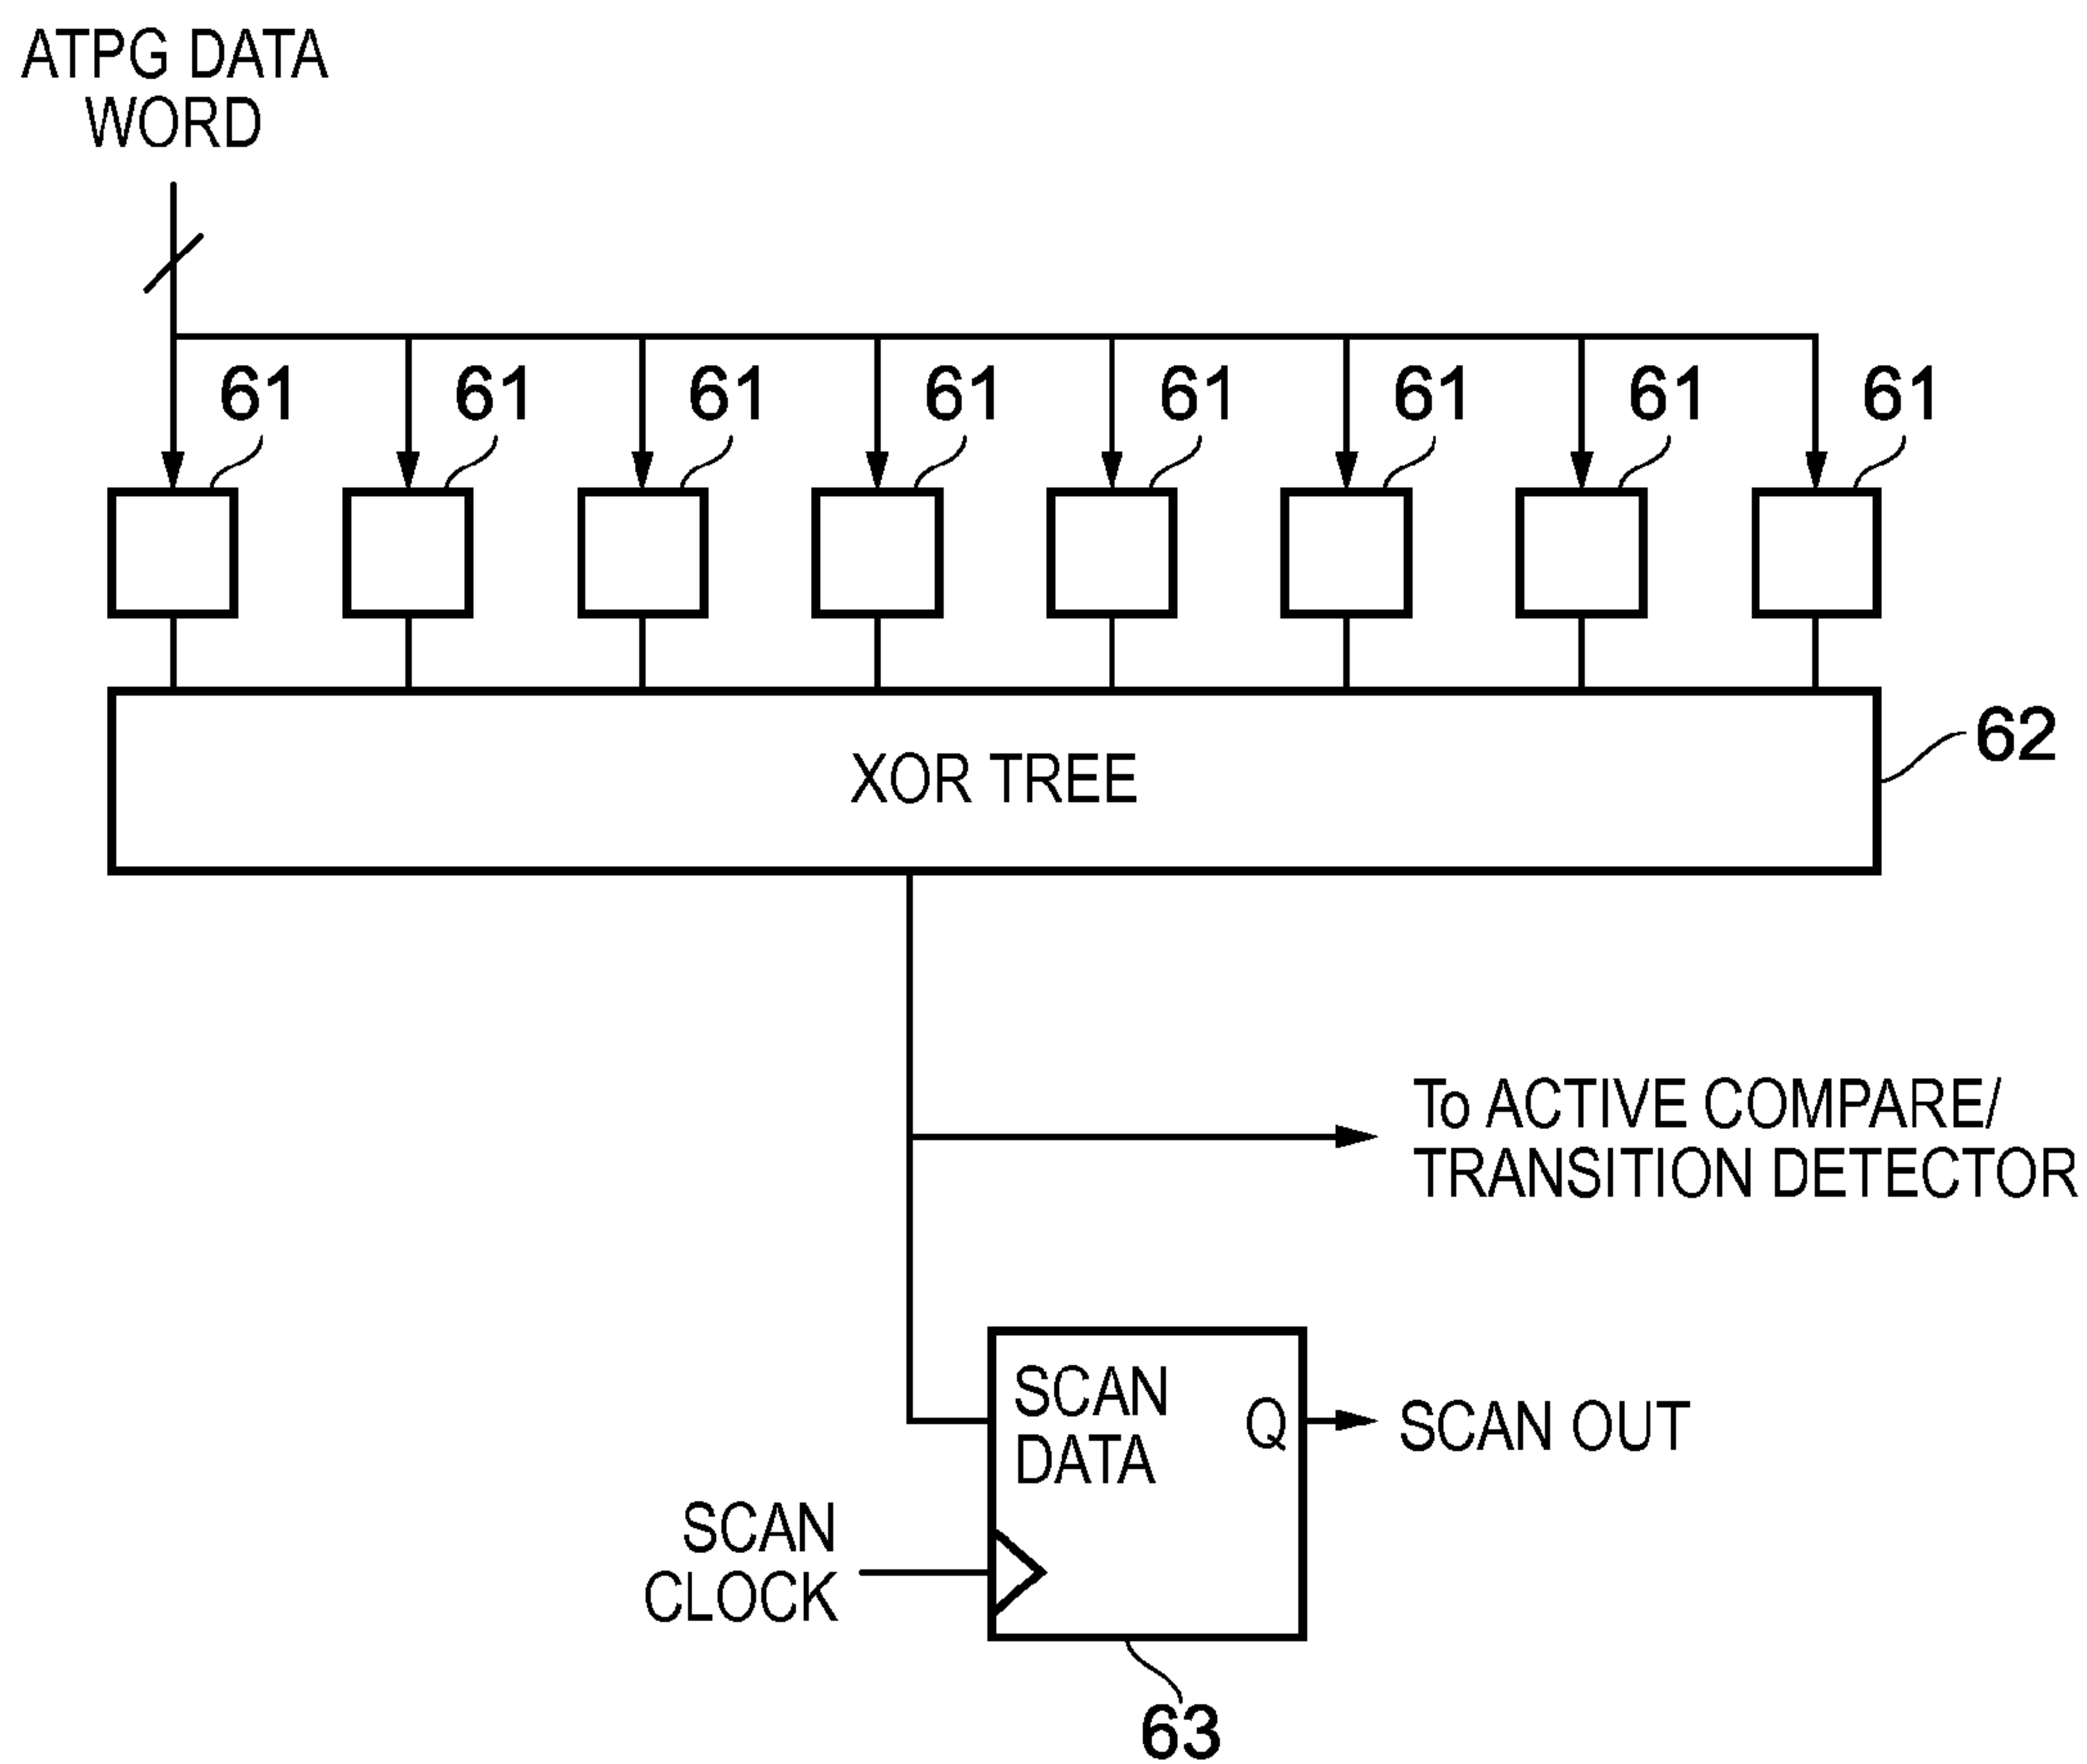 ATPG DATA
WORD
61 61 61 61 61 61 61 61
XOR TREE
62
To ACTIVE COMPARE/
TRANSITION DETECTOR
SCAN
DATA
Q
SCAN OUT
SCAN
CLOCK
63